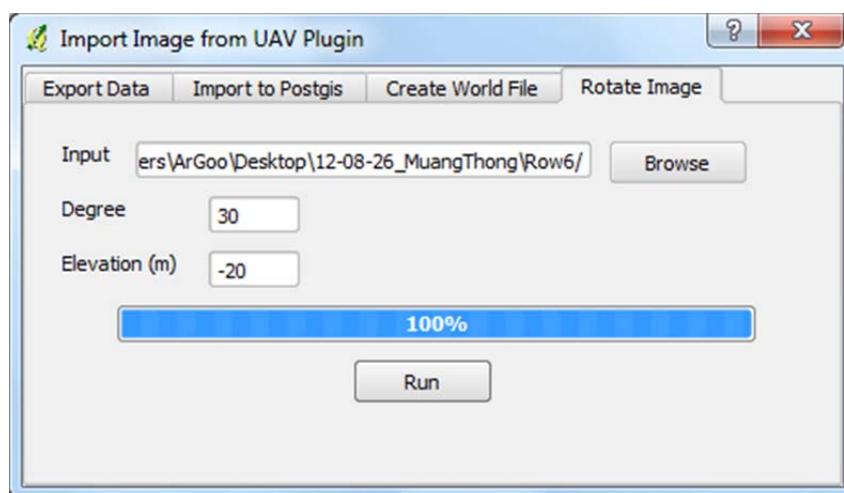 Import Image from UAV Plugin
?
Export Data Import to Postgis Create World File Rotate Image
Input ers\ArGoo\Desktop\12-08-26_MuangThong\Row6/ Browse
Degree 30
Elevation (m) -20
100%
Run